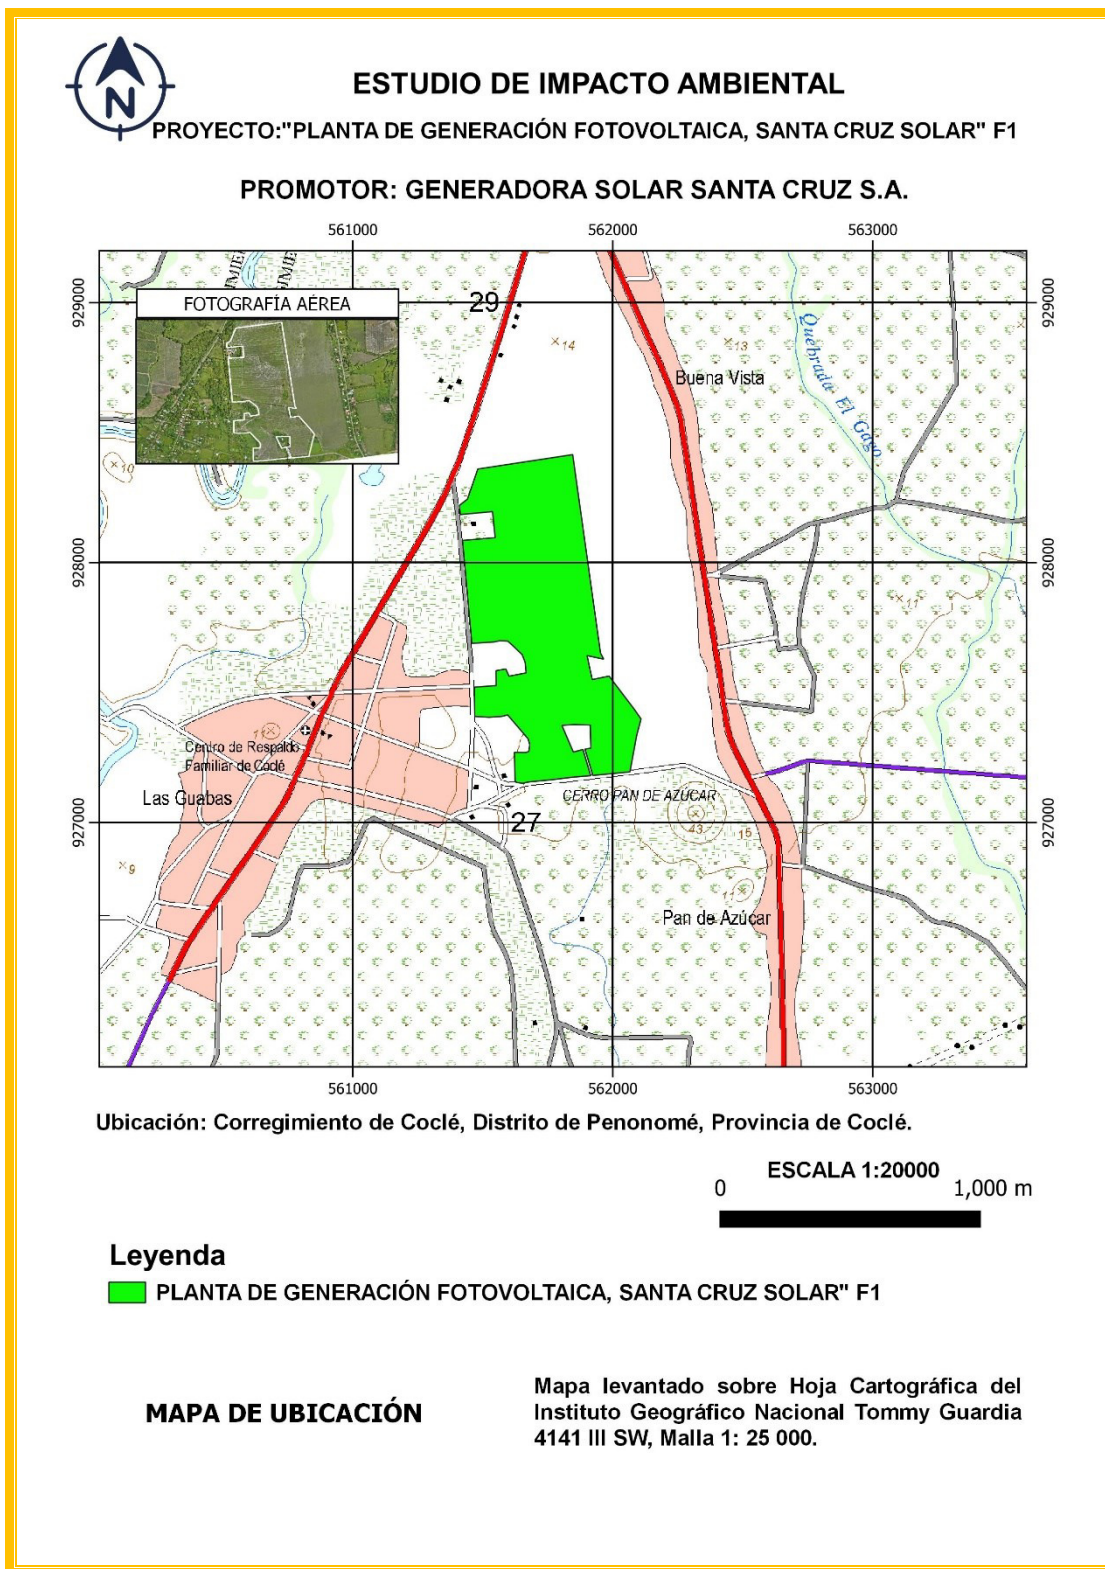 N
ESTUDIO DE IMPACTO AMBIENTAL
PROYECTO:"PLANTA DE GENERACIÓN FOTOVOLTAICA, SANTA CRUZ SOLAR" F1
PROMOTOR: GENERADORA SOLAR SANTA CRUZ S.A.
561000 562000 563000
929000 929000
FOTOGRAFÍA AÉREA
29
14
13
Buena Vista
Quebrada El Gago
10
928000 928000
11
11
Centro de Respaldo
Familiar de Coclé
Las Guabas
CERRO PAN DE AZÚCAR
927000 927000
27
43
15
9
Pan de Azúcar
561000 562000 563000
Ubicación: Corregimiento de Coclé, Distrito de Penonomé, Provincia de Coclé.
ESCALA 1:20000
0 1,000 m
Leyenda
PLANTA DE GENERACIÓN FOTOVOLTAICA, SANTA CRUZ SOLAR" F1
MAPA DE UBICACIÓN
Mapa levantado sobre Hoja Cartográfica del
Instituto Geográfico Nacional Tommy Guardia
4141 III SW, Malla 1: 25 000.